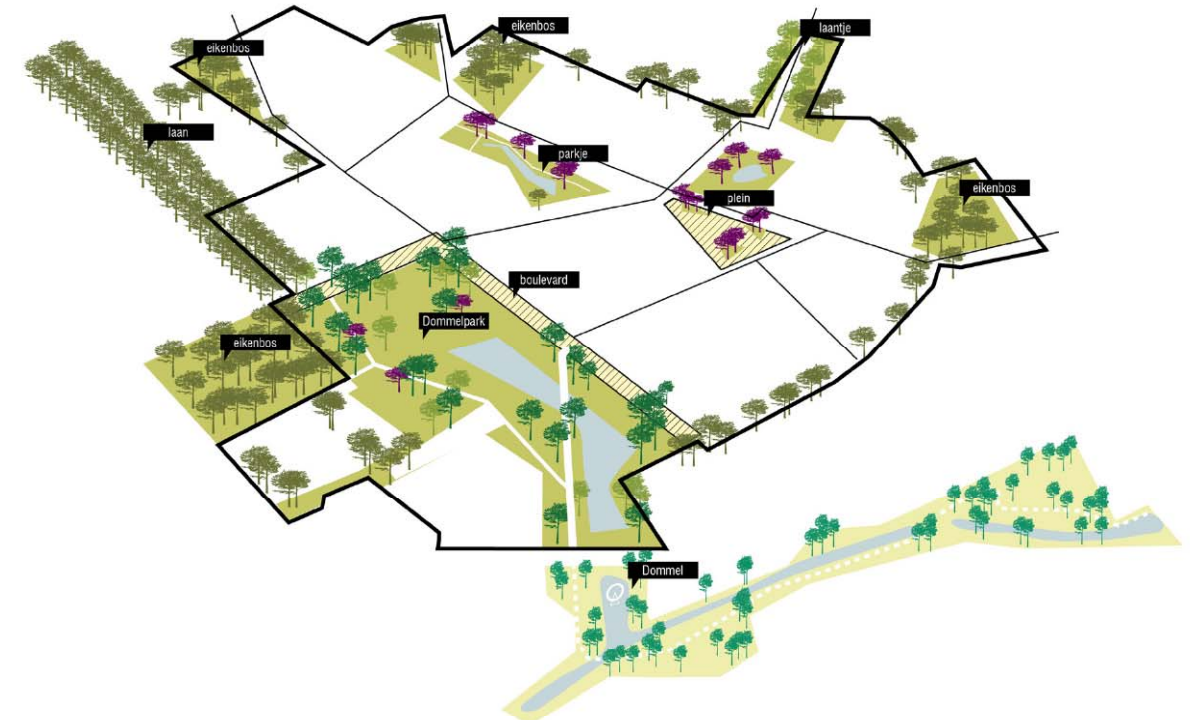 eikenbos
laantje
eikenbos
laan
parkje
eikenbos
plein
boulevard
Dommelpark
eikenbos
Dommel